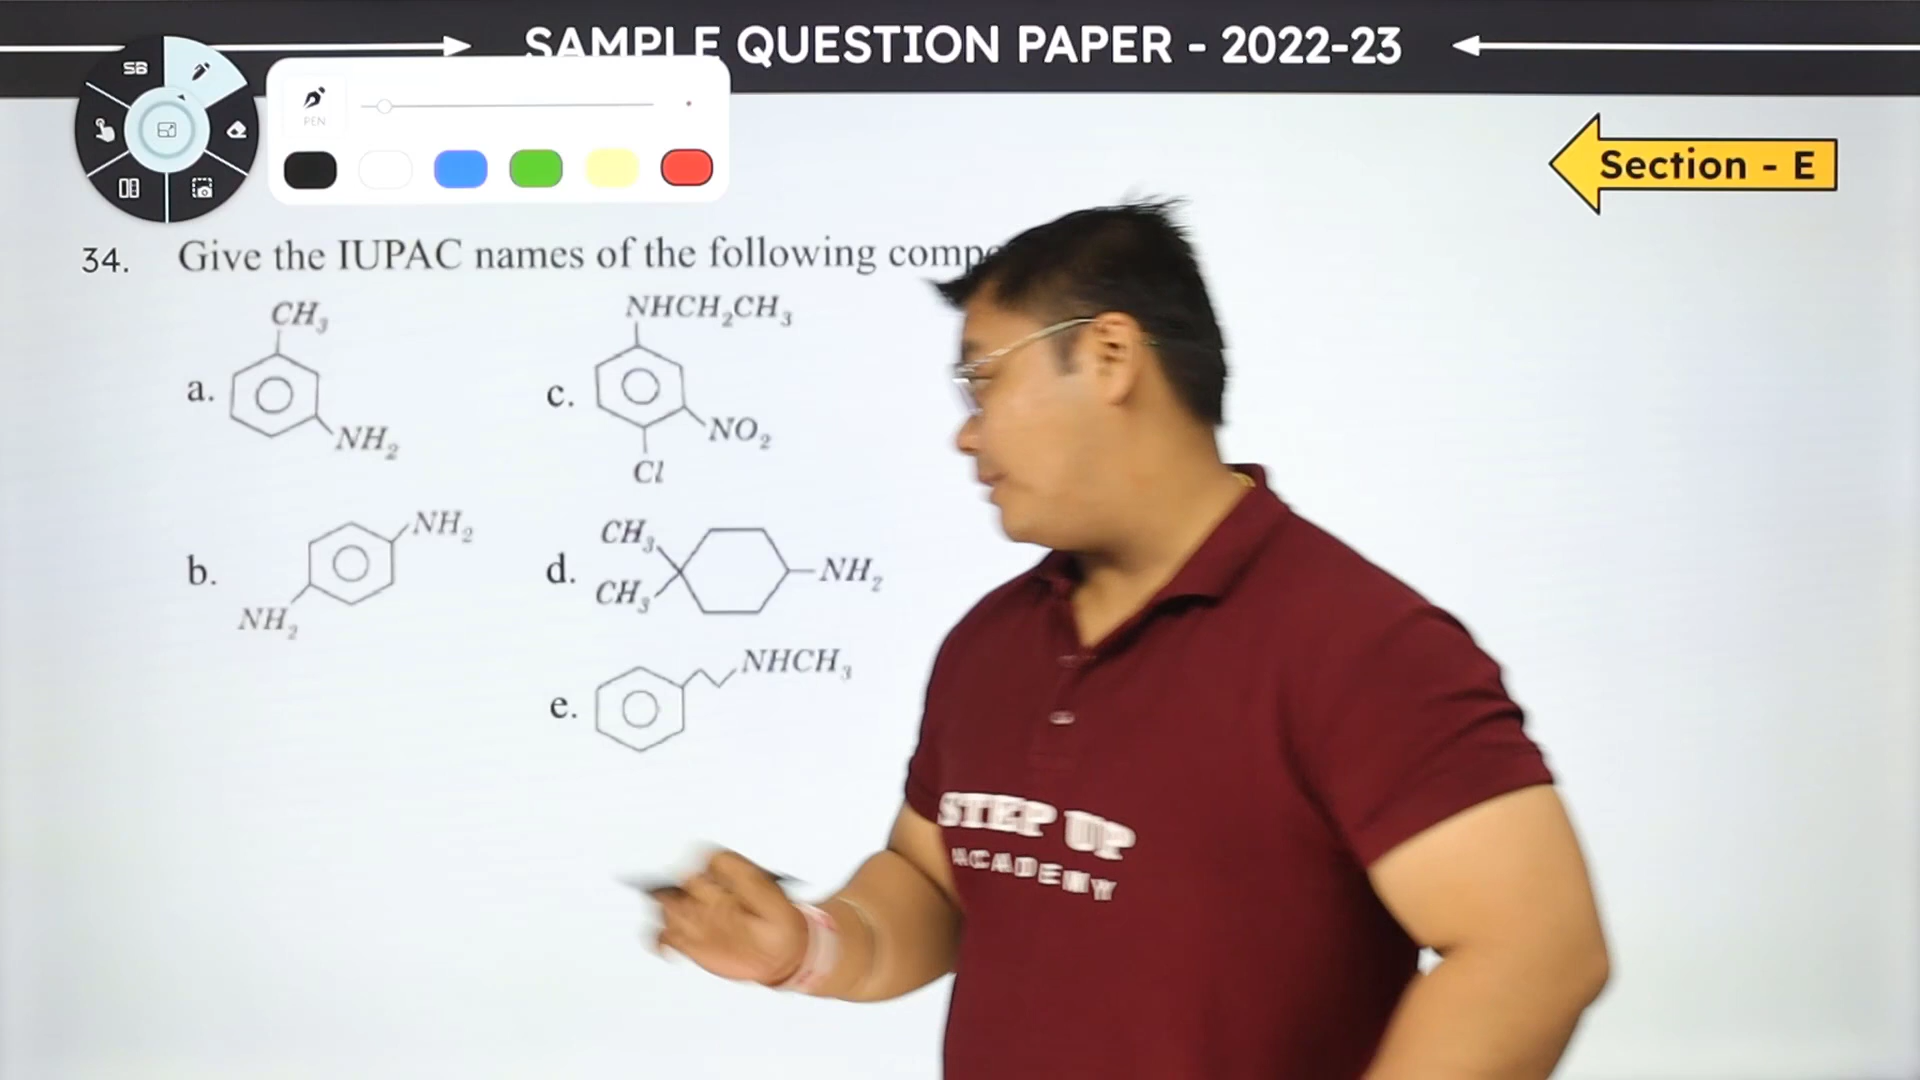 SAMPLE QUESTION PAPER - 2022-23
SB
PEN
Section - E
34. Give the IUPAC names of the following
a.
CH₃
NH₂
c.
NHCH₂CH₃
NO₂
Cl
b.
NH₂
NH₂
d.
CH₃
CH₃
NH₂
e.
NHCH₃
STEP UP
ACADEMY